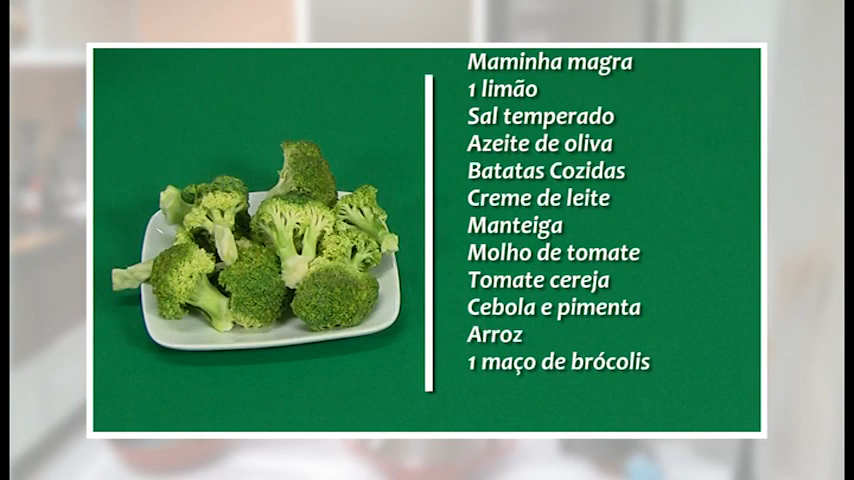 Maminha magra
1 limão
Sal temperado
Azeite de oliva
Batatas Cozidas
Creme de leite
Manteiga
Molho de tomate
Tomate cereja
Cebola e pimenta
Arroz
1 maço de brócolis